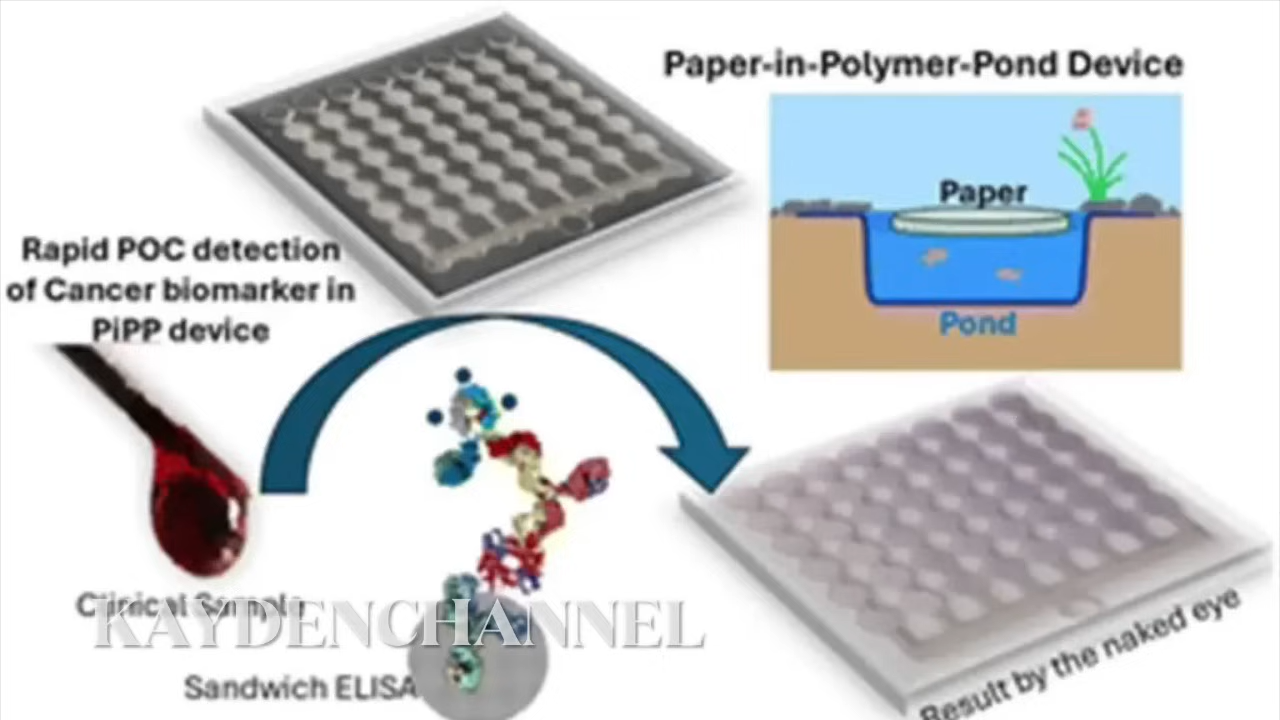 Paper-in-Polymer-Pond Device
Paper
Pond
Rapid POC detection
of Cancer biomarker in
PiPP device
Clinical Sample
KAYDENCHANNEL
Sandwich ELISA
Result by the naked eye